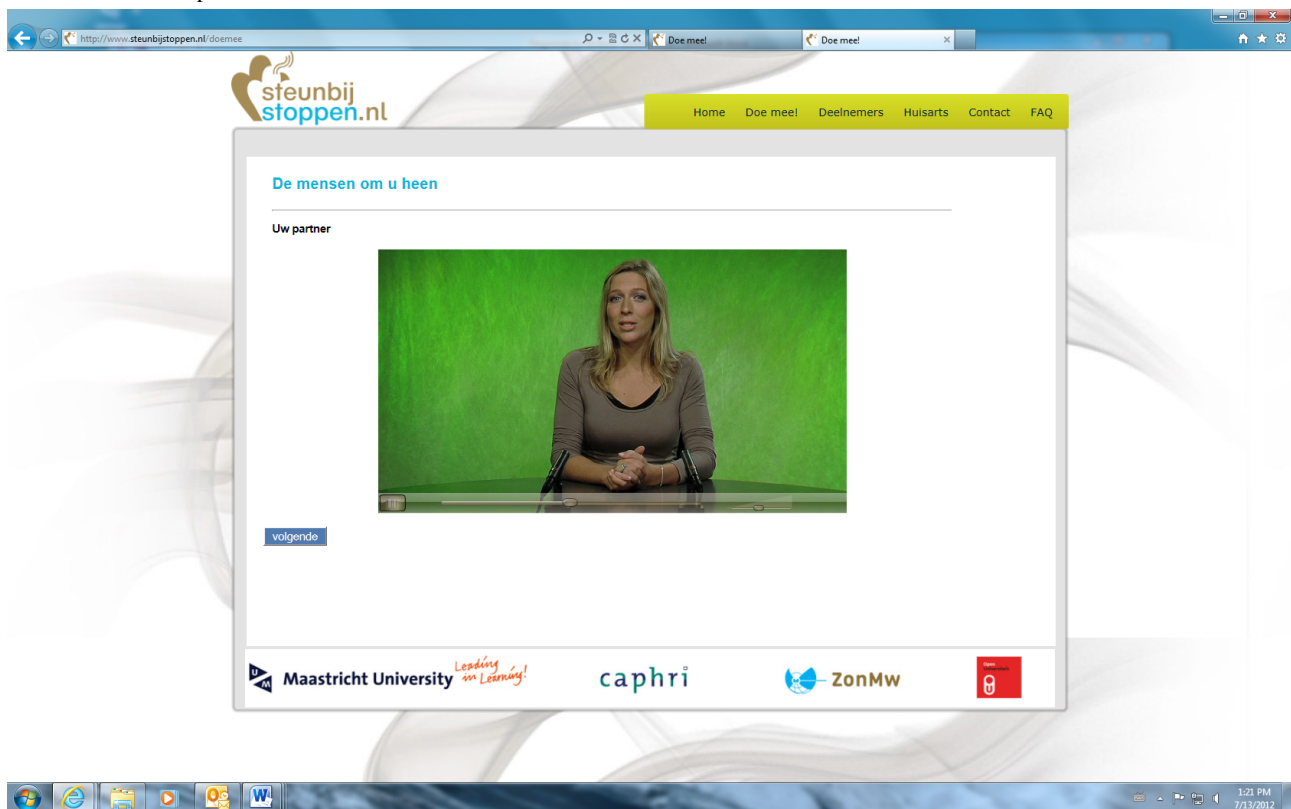 http://www.steunbijstoppen.nl/doemee
Doe mee!
Doe mee!
steunbij
stoppen.nl
Home Doe mee! Deelnemers Huisarts Contact FAQ
De mensen om u heen
Uw partner
volgende
Maastricht University Leading in Learning!
caphri
ZonMw
1:21 PM
7/13/2012